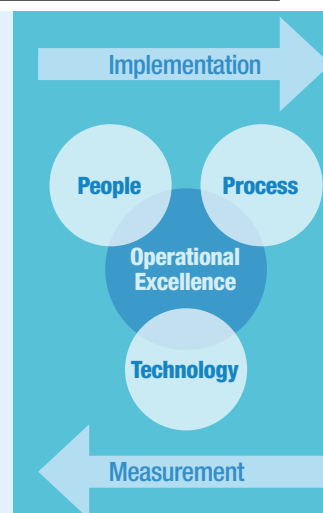 Implementation
People
Process
Operational
Excellence
Technology
Measurement